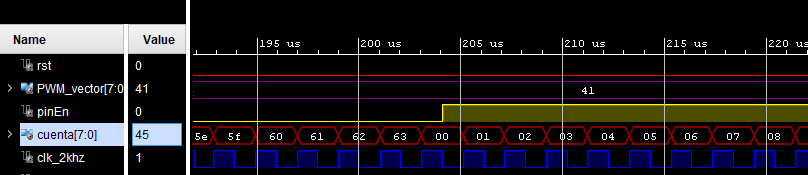 Name Value
195 us 200 us 205 us 210 us 215 us 220 us
rst 0
PWM_vector[7:0 41 41
pinEn 0
cuenta[7:0] 45 5e 5f 60 61 62 63 00 01 02 03 04 05 06 07 08
clk_2khz 1